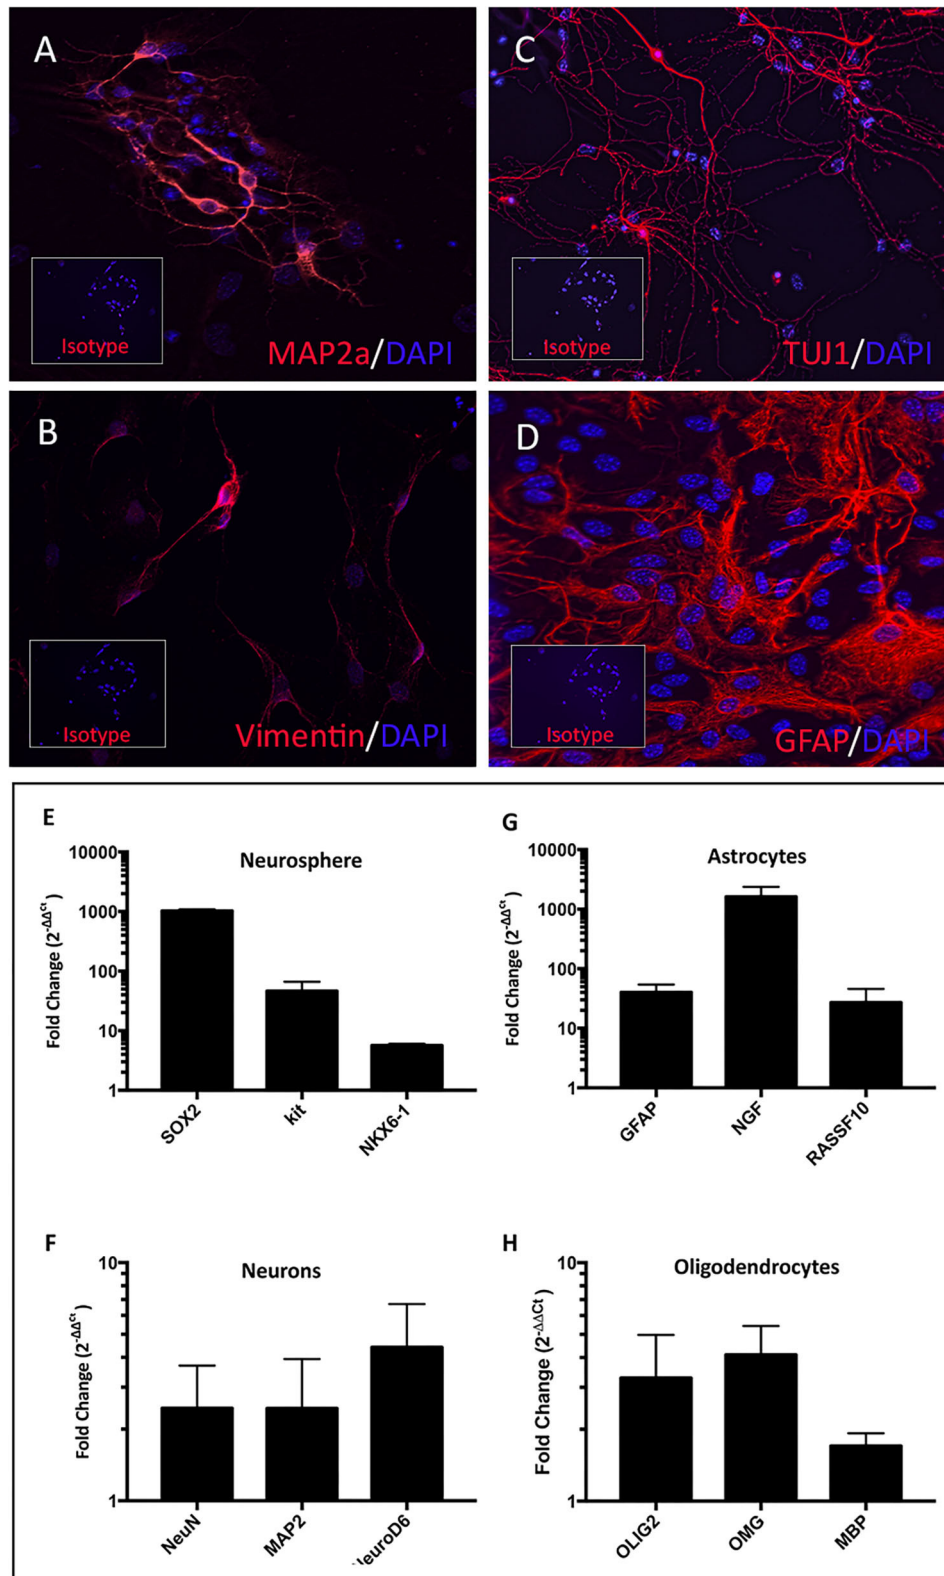 A
Isotype
MAP2a/DAPI
C
Isotype
TUJ1/DAPI
B
Isotype
Vimentin/DAPI
D
Isotype
GFAP/DAPI
E
Neurosphere
Fold Change (2^-ΔΔCt)
10000
1000
100
10
1
SOX2
kit
NKX6-1
G
Astrocytes
Fold Change (2^-ΔΔCt)
10000
1000
100
10
1
GFAP
NGF
RASSF10
F
Neurons
Fold Change (2^-ΔΔCt)
10
1
NeuN
MAP2
NeuroD6
H
Oligodendrocytes
Fold Change (2^-ΔΔCt)
10
1
OLIG2
OMG
MBP